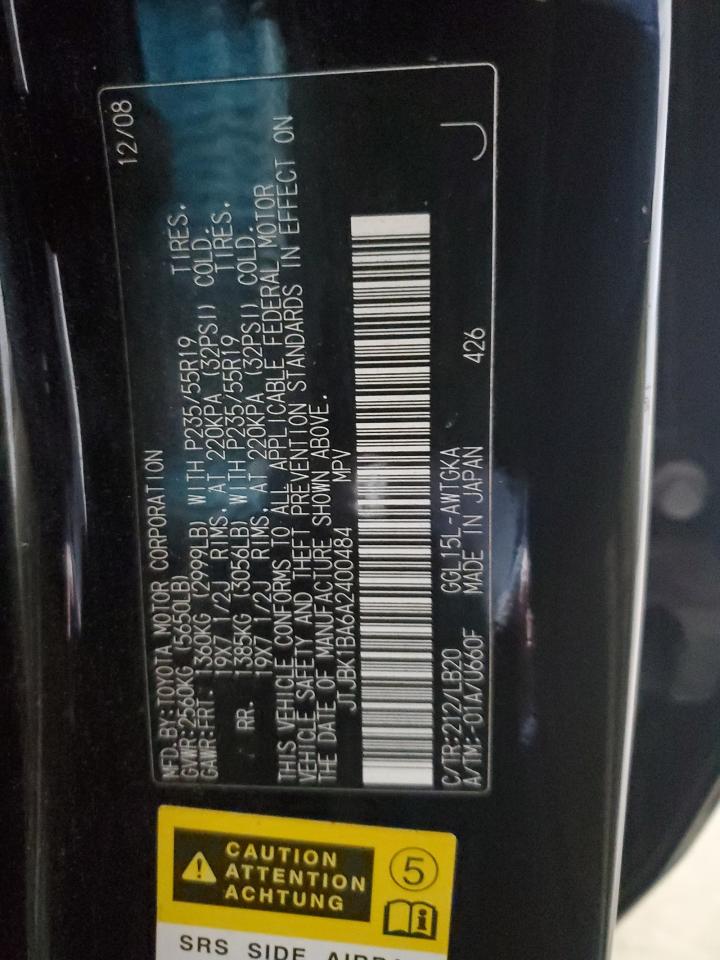 12/08
MFD.BY:TOYOTA MOTOR CORPORATION
GVWR:2560KG (5650LB)
GAWR:FRT. 1360KG (2999LB) WITH P235/55R19 TIRES.
19X7 1/2J RIMS, AT 220KPA (32PSI) COLD.
RR. 1385KG (3056LB) WITH P235/55R19 TIRES.
19X7 1/2J RIMS, AT 220KPA (32PSI) COLD.
THIS VEHICLE CONFORMS TO ALL APPLICABLE FEDERAL MOTOR
VEHICLE SAFETY AND THEFT PREVENTION STANDARDS IN EFFECT ON
THE DATE OF MANUFACTURE SHOWN ABOVE.
JTJBK1BA6A2400484 MPV
C/TR:212/LB20 GGL15L-AWTGKA
A/TM:-01A/U660F MADE IN JAPAN 426
J
CAUTION
ATTENTION
ACHTUNG
5
SRS SIDE